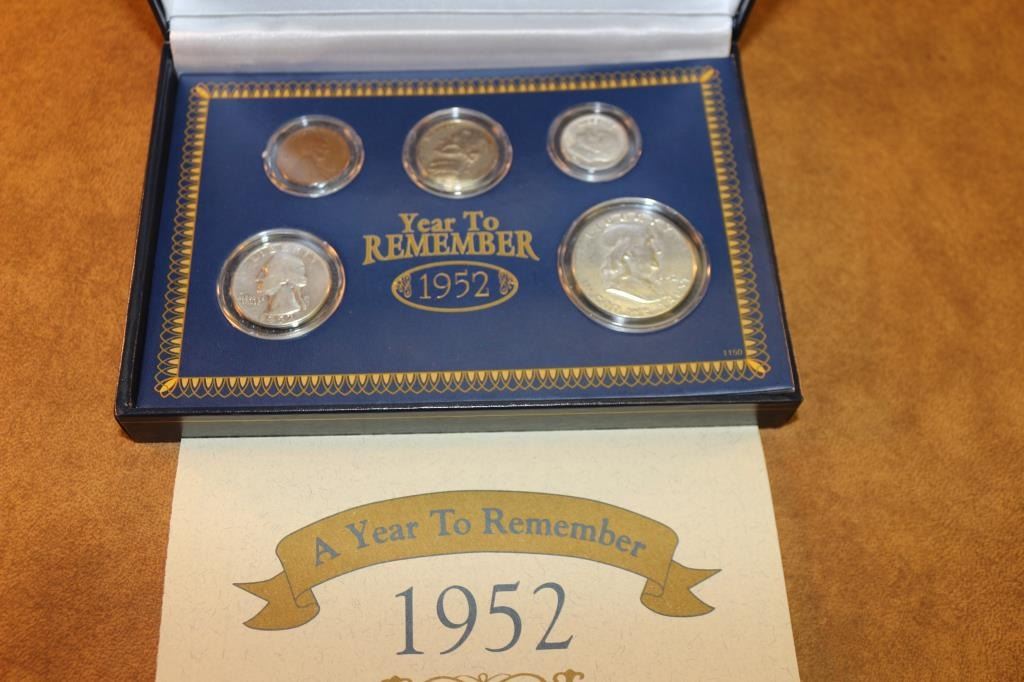 Year To
REMEMBER
1952
1150
A Year To Remember
1952